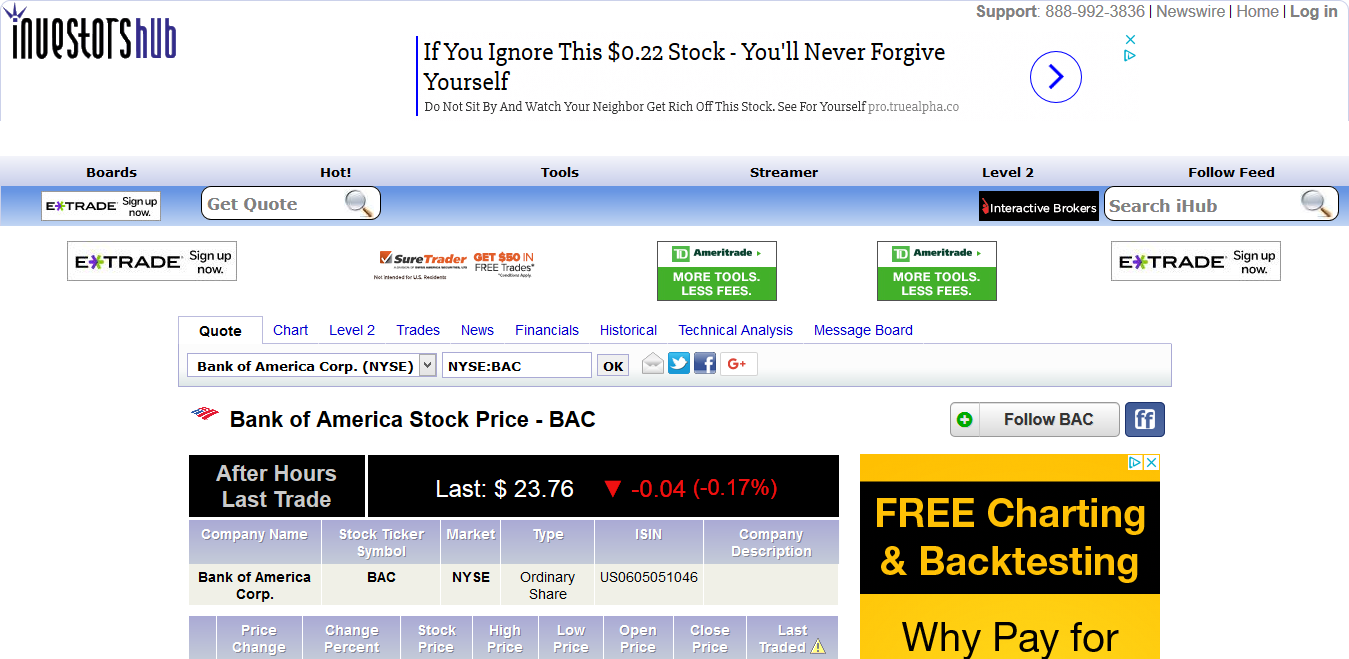 investorshub
Support: 888-992-3836 | Newswire | Home | Log in
If You Ignore This $0.22 Stock - You'll Never Forgive
Yourself
Do Not Sit By And Watch Your Neighbor Get Rich Off This Stock. See For Yourself pro.truealpha.co
Boards Hot! Tools Streamer Level 2 Follow Feed
E*TRADE Sign up
now.
Get Quote
Interactive Brokers
Search iHub
E*TRADE Sign up
now.
SureTrader GET $50 IN
A DIVISION OF SWISS AMERICA SECURITIES, LTD FREE Trades*
Not Intended for U.S. Residents *Conditions Apply
TD Ameritrade
MORE TOOLS.
LESS FEES.
TD Ameritrade
MORE TOOLS.
LESS FEES.
E*TRADE Sign up
now.
Quote Chart Level 2 Trades News Financials Historical Technical Analysis Message Board
Bank of America Corp. (NYSE) NYSE:BAC OK f G+
Bank of America Stock Price - BAC
Follow BAC ff
After Hours
Last Trade
Last: $ 23.76 ▼ -0.04 (-0.17%)
Company Name Stock Ticker Symbol Market Type ISIN Company Description
Bank of America Corp. BAC NYSE Ordinary Share US0605051046
Price Change Change Percent Stock Price High Price Low Price Open Price Close Price Last Traded
FREE Charting
& Backtesting
Why Pay for